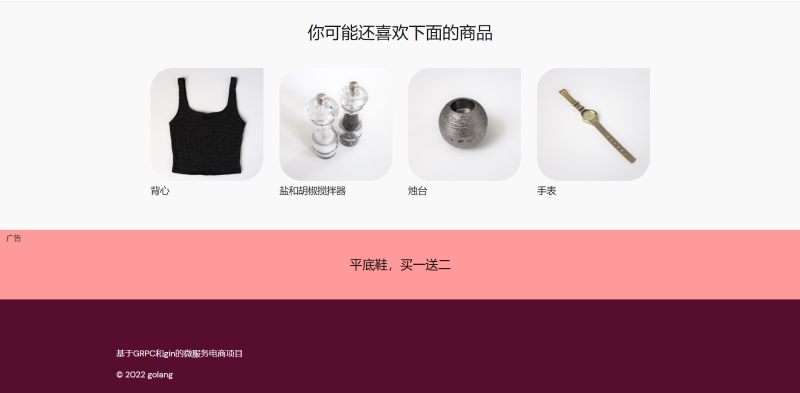 你可能还喜欢下面的商品
背心
盐和胡椒搅拌器
烛台
手表
广告
平底鞋，买一送二
基于GRPC和gin的微服务电商项目
© 2022 golang